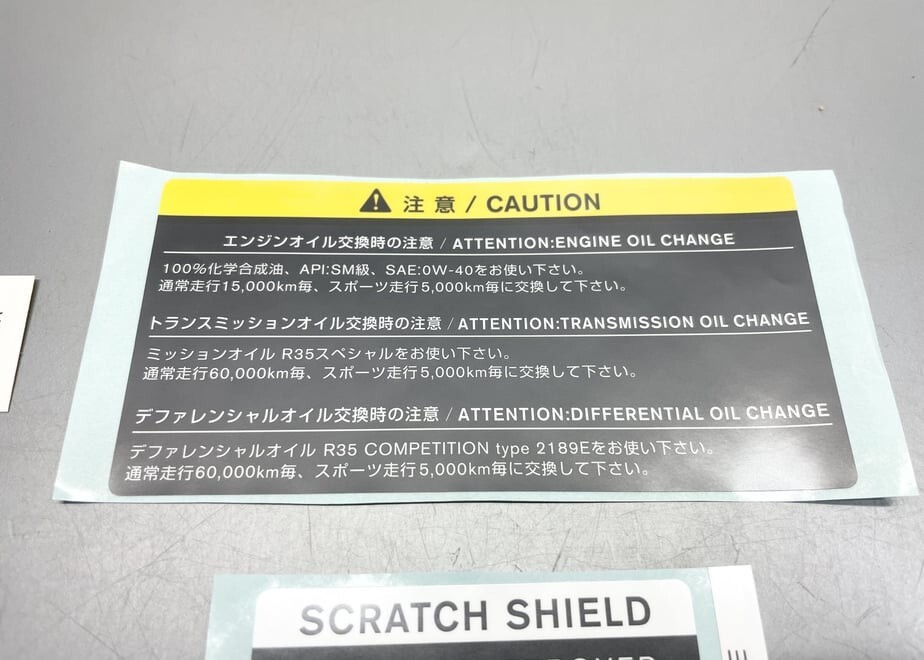 注意 / CAUTION
エンジンオイル交換時の注意 / ATTENTION:ENGINE OIL CHANGE
100%化学合成油、API:SM級、SAE:0W-40をお使い下さい。
通常走行15,000km毎、スポーツ走行5,000km毎に交換して下さい。
トランスミッションオイル交換時の注意 / ATTENTION:TRANSMISSION OIL CHANGE
ミッションオイル R35スペシャルをお使い下さい。
通常走行60,000km毎、スポーツ走行5,000km毎に交換して下さい。
デファレンシャルオイル交換時の注意 / ATTENTION:DIFFERENTIAL OIL CHANGE
デファレンシャルオイル R35 COMPETITION type 2189Eをお使い下さい。
通常走行60,000km毎、スポーツ走行5,000km毎に交換して下さい。
SCRATCH SHIELD